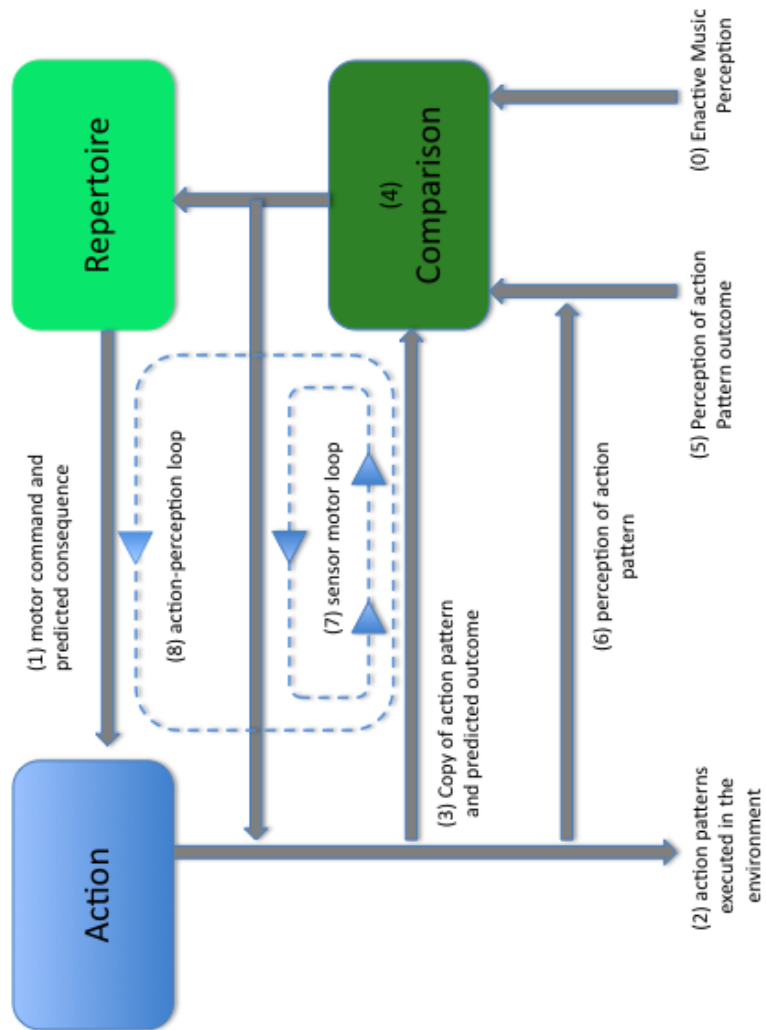 Action
Repertoire
(1) motor command and
predicted consequence
(8) action-perception loop
(7) sensor motor loop
(4)
Comparison
(3) Copy of action pattern
and predicted outcome
(6) perception of action
pattern
(2) action patterns
executed in the
environment
(5) Perception of action
Pattern outcome
(0) Enactive Music
Perception